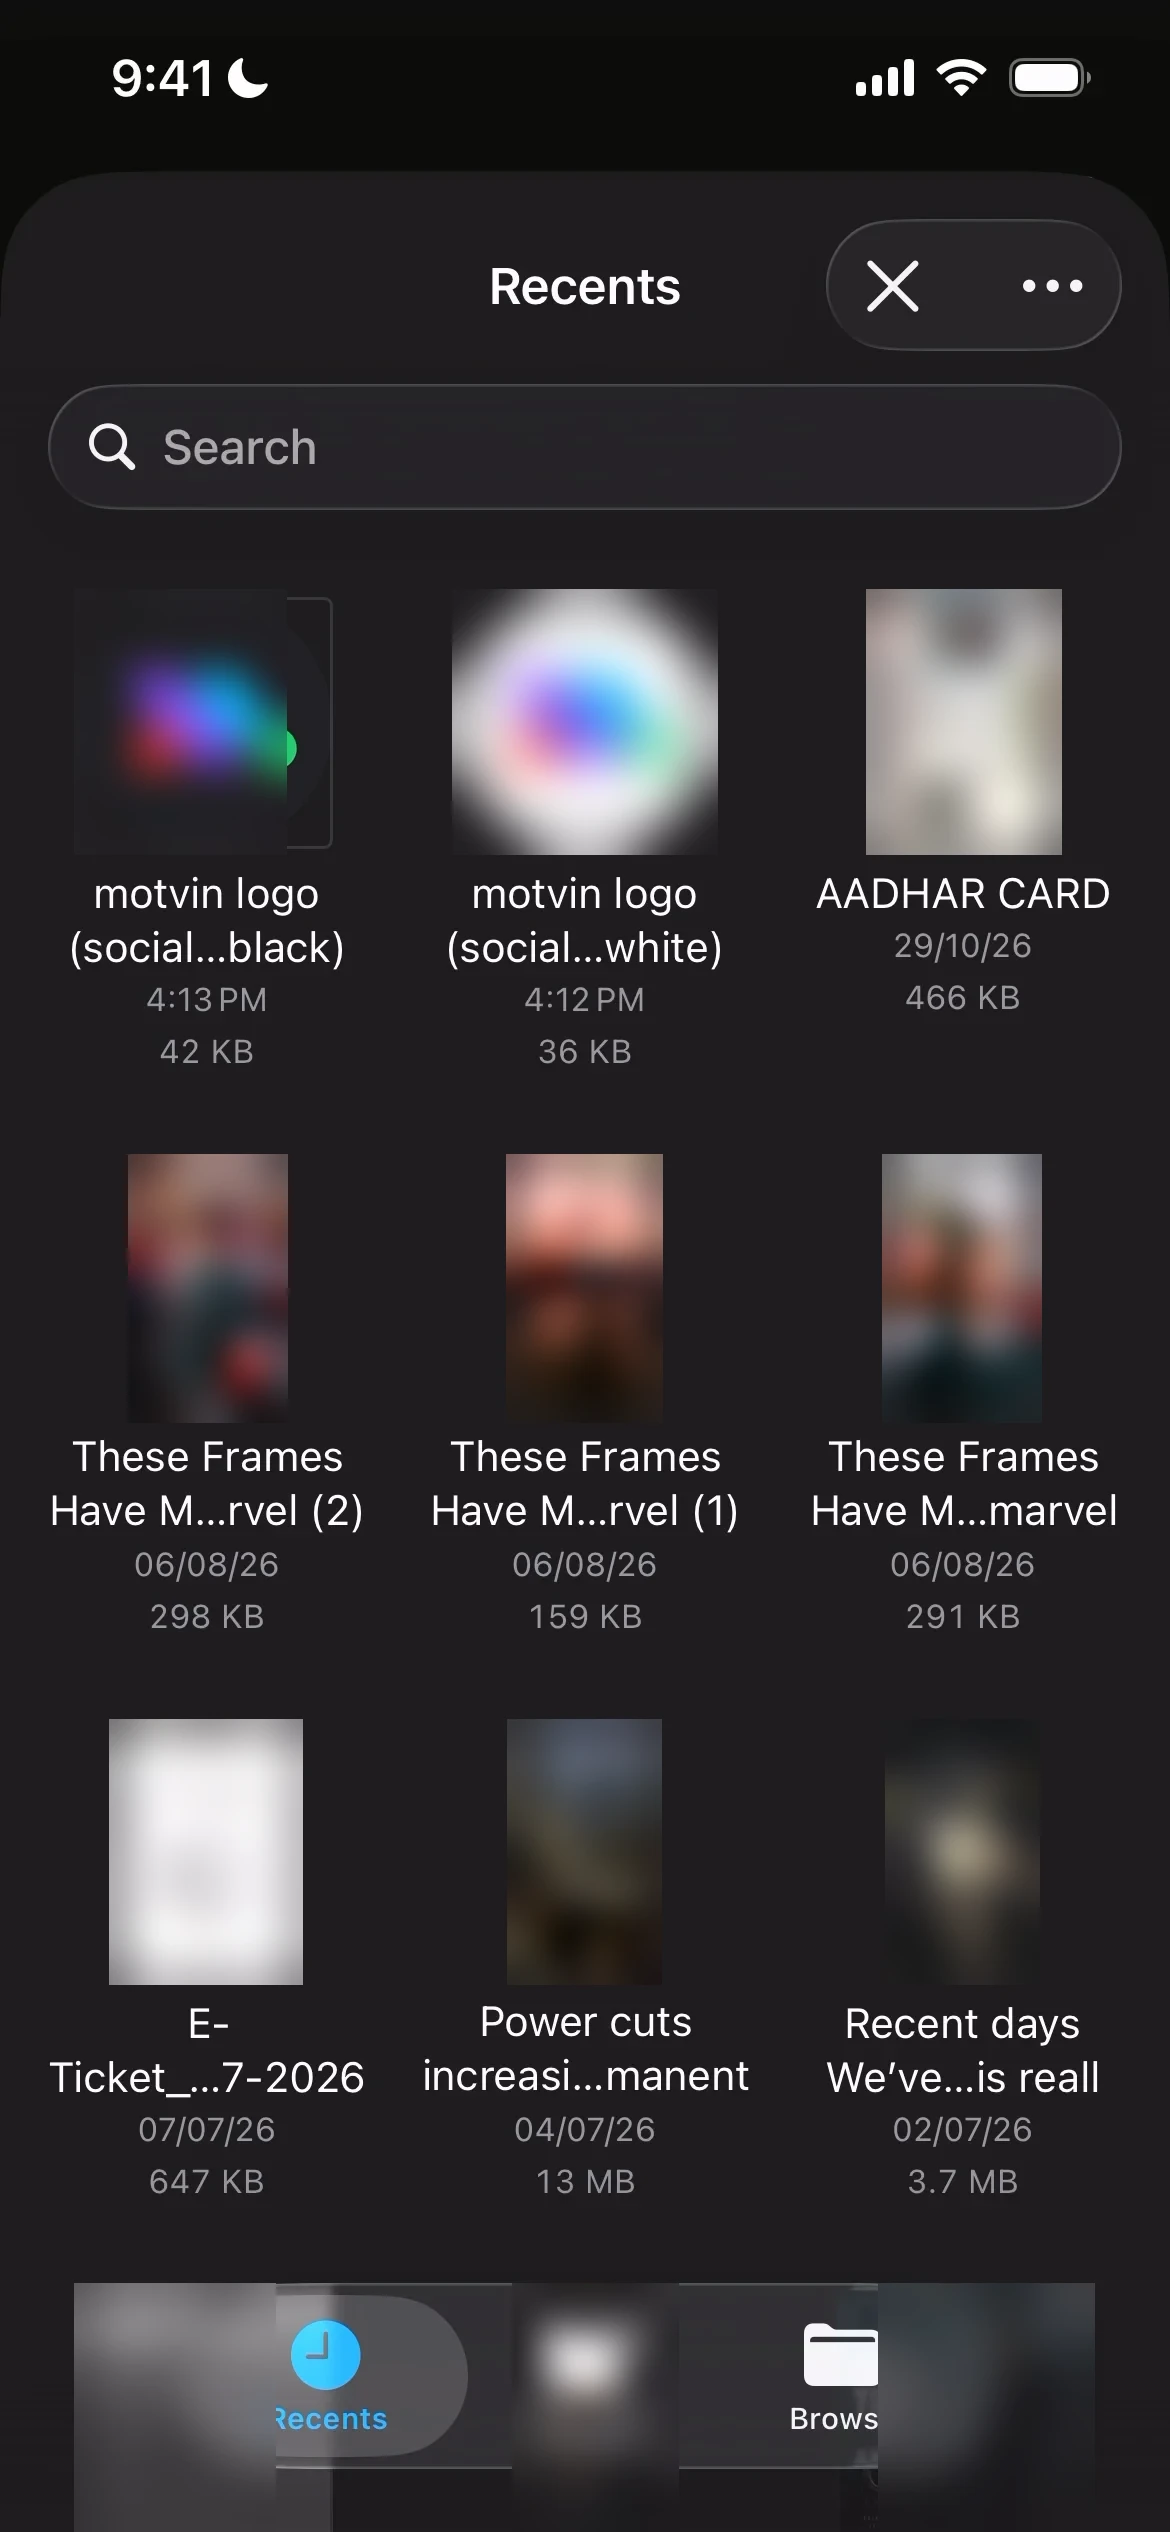 9:41
Recents
Search
motvin logo
(social...black)
4:13 PM
42 KB
motvin logo
(social...white)
4:12 PM
36 KB
AADHAR CARD
29/10/26
466 KB
These Frames
Have M...rvel (2)
06/08/26
298 KB
These Frames
Have M...rvel (1)
06/08/26
159 KB
These Frames
Have M...marvel
06/08/26
291 KB
E-
Ticket_...7-2026
07/07/26
647 KB
Power cuts
increasi...manent
04/07/26
13 MB
Recent days
We’ve...is reall
02/07/26
3.7 MB
Recents
Brows